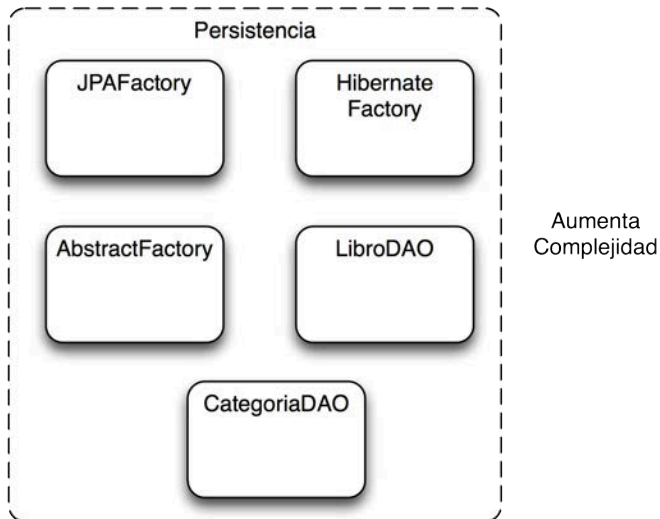 Persistencia
JPAFactory
Hibernate
Factory
AbstractFactory
LibroDAO
CategoriaDAO
Aumenta
Complejidad